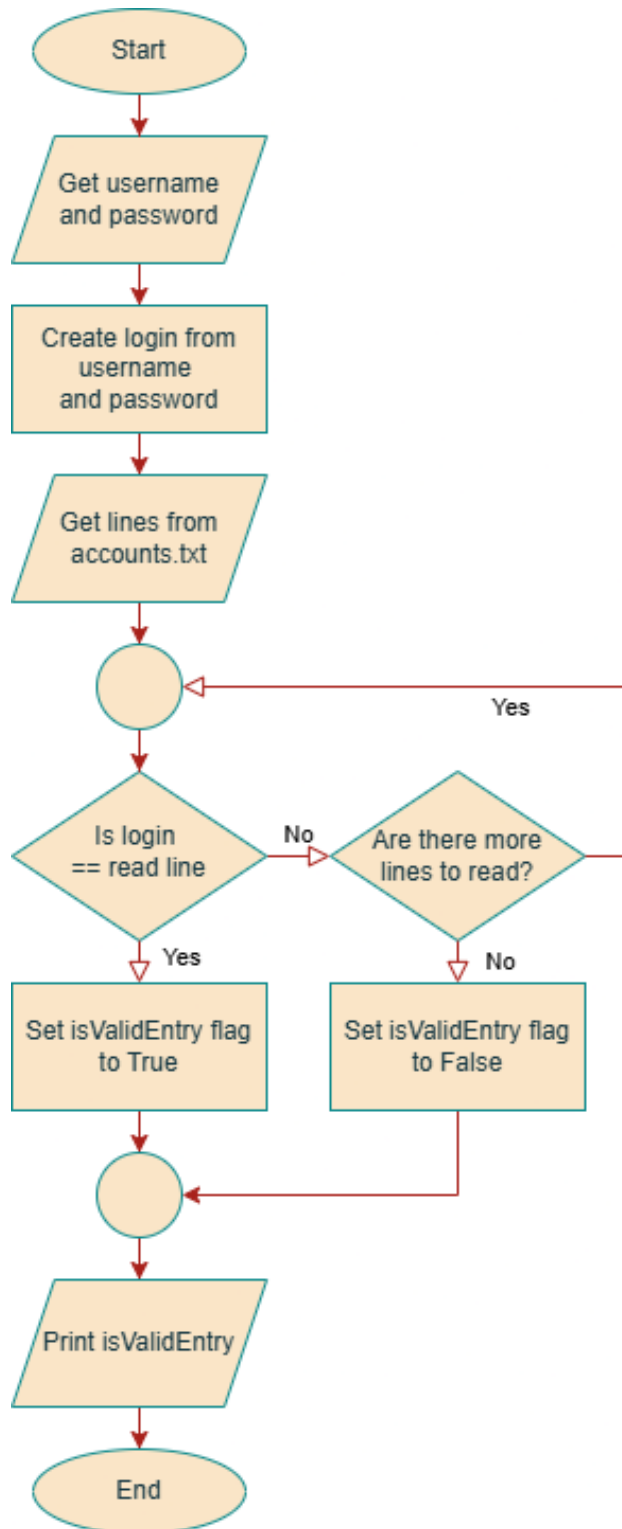 Start
Get username
and password
Create login from
username
and password
Get lines from
accounts.txt
Yes
Is login
== read line
No
Are there more
lines to read?
Yes
No
Set isValidEntry flag
to True
Set isValidEntry flag
to False
Print isValidEntry
End